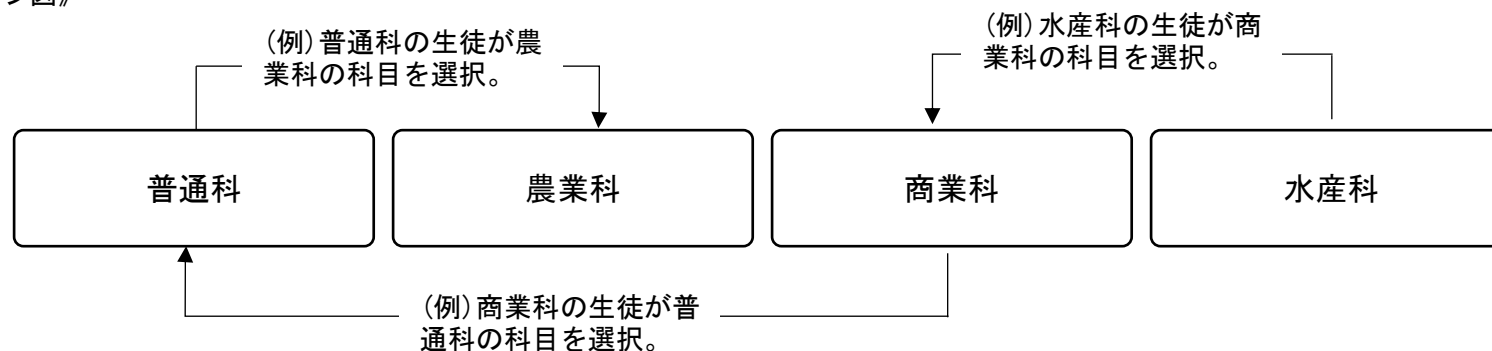 (例)普通科の生徒が農
業科の科目を選択。
(例)水産科の生徒が商
業科の科目を選択。
普通科
農業科
商業科
水産科
(例)商業科の生徒が普
通科の科目を選択。